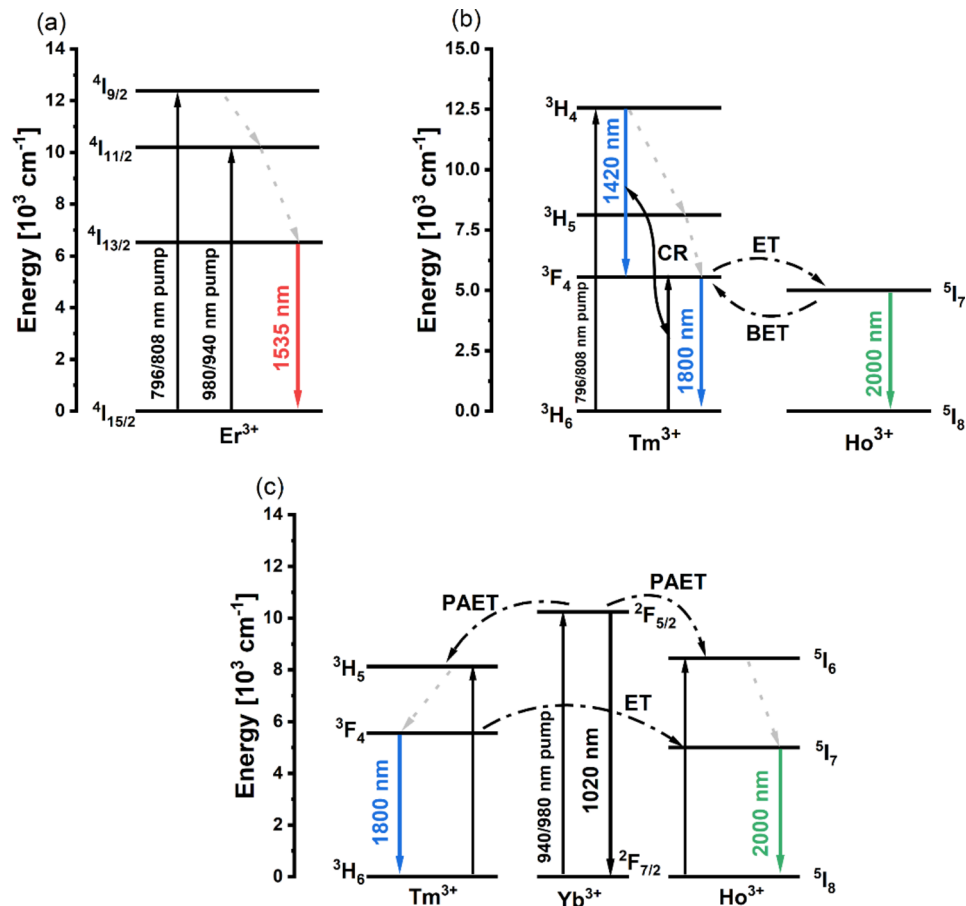 (a)
Energy [10³ cm⁻¹]
14
12
10
8
6
4
2
0
⁴I₉/₂
⁴I₁₁/₂
⁴I₁₃/₂
⁴I₁₅/₂
796/808 nm pump
980/940 nm pump
1535 nm
Er³⁺
(b)
Energy [10³ cm⁻¹]
15.0
12.5
10.0
7.5
5.0
2.5
0.0
³H₄
³H₅
³F₄
³H₆
796/808 nm pump
1420 nm
CR
1800 nm
ET
BET
⁵I₇
2000 nm
⁵I₈
Tm³⁺
Ho³⁺
(c)
Energy [10³ cm⁻¹]
14
12
10
8
6
4
2
0
PAET
PAET
²F₅/₂
³H₅
⁵I₆
³F₄
ET
⁵I₇
1800 nm
940/980 nm pump
1020 nm
2000 nm
³H₆
²F₇/₂
⁵I₈
Tm³⁺
Yb³⁺
Ho³⁺